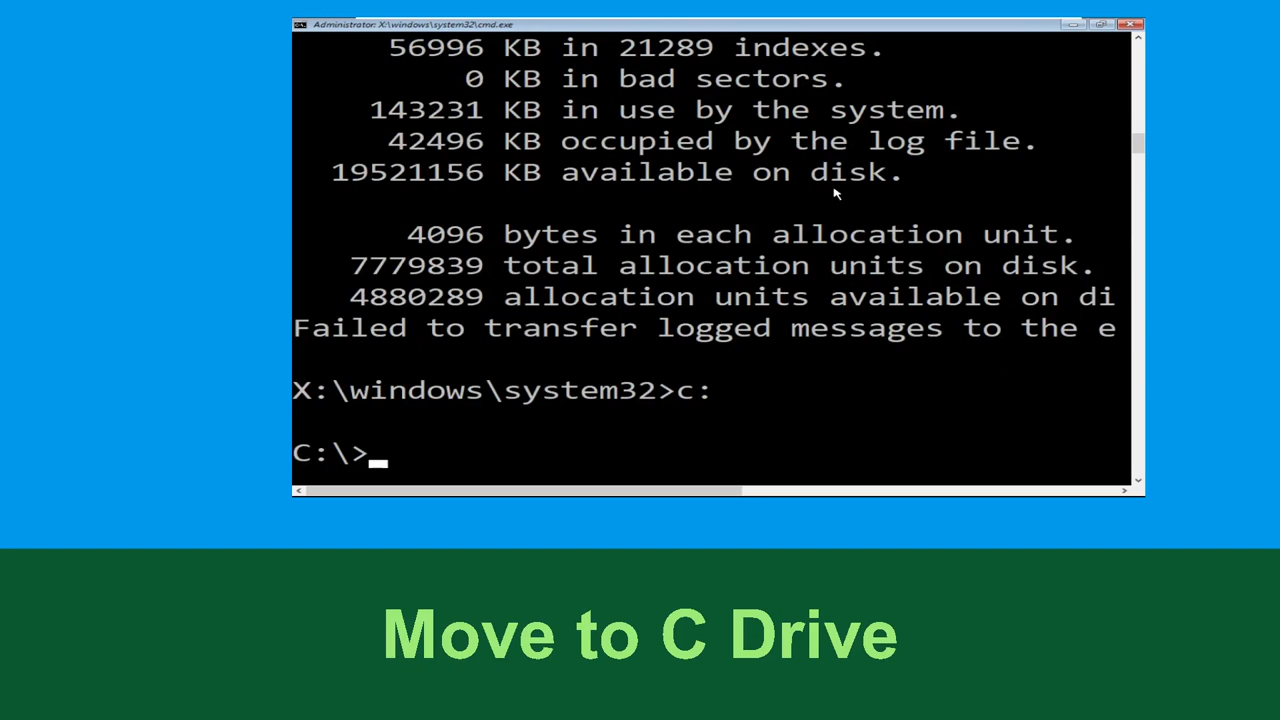 Administrator: X:\windows\system32\cmd.exe
56996 KB in 21289 indexes.
0 KB in bad sectors.
143231 KB in use by the system.
42496 KB occupied by the log file.
19521156 KB available on disk.
4096 bytes in each allocation unit.
7779839 total allocation units on disk.
4880289 allocation units available on di
Failed to transfer logged messages to the e
X:\windows\system32>c:
C:\>
Move to C Drive